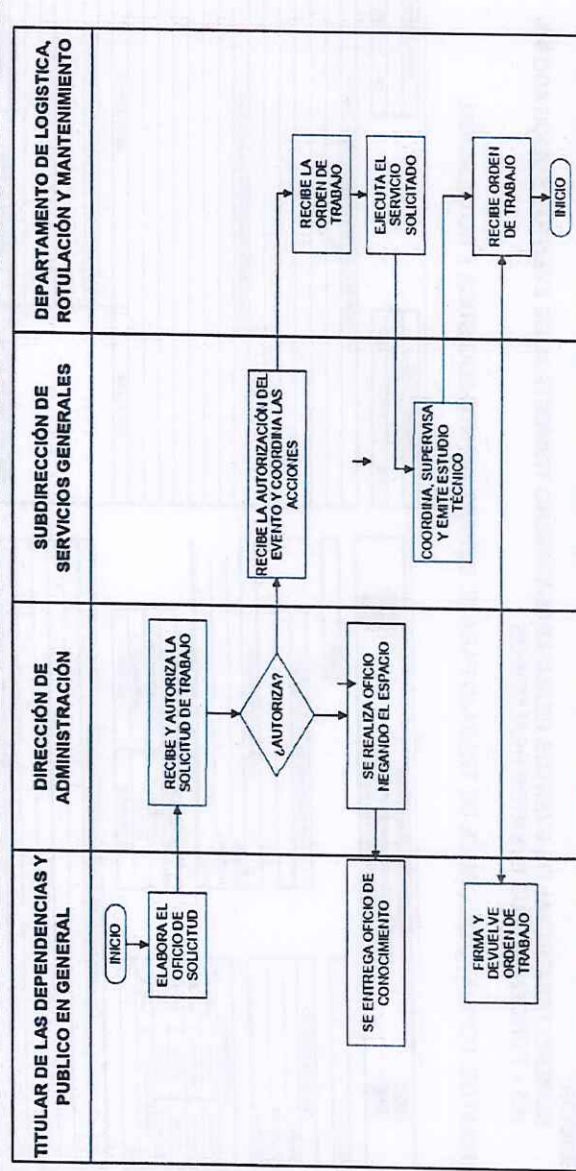 TITULAR DE LAS DEPENDENCIAS Y
PUBLICO EN GENERAL
DIRECCIÓN DE
ADMINISTRACIÓN
SUBDIRECCIÓN DE
SERVICIOS GENERALES
DEPARTAMENTO DE LOGISTICA,
ROTULACIÓN Y MANTENIMIENTO
INICIO
ELABORA EL
OFICIO DE
SOLICITUD
RECIBE Y AUTORIZA LA
SOLICITUD DE TRABAJO
¿AUTORIZA?
RECIBE LA AUTORIZACIÓN DEL
EVENTO Y COORDINA LAS
ACCIONES
RECIBE LA
ORDEN DE
TRABAJO
EJECUTA EL
SERVICIO
SOLICITADO
SE REALIZA OFICIO
NEGANDO EL ESPACIO
SE ENTREGA OFICIO DE
CONOCIMIENTO
COORDINA, SUPERVISA
Y EMITE ESTUDIO
TÉCNICO
FIRMA Y
DEVUELVE
ORDEN DE
TRABAJO
RECIBE ORDEN
DE TRABAJO
INICIO